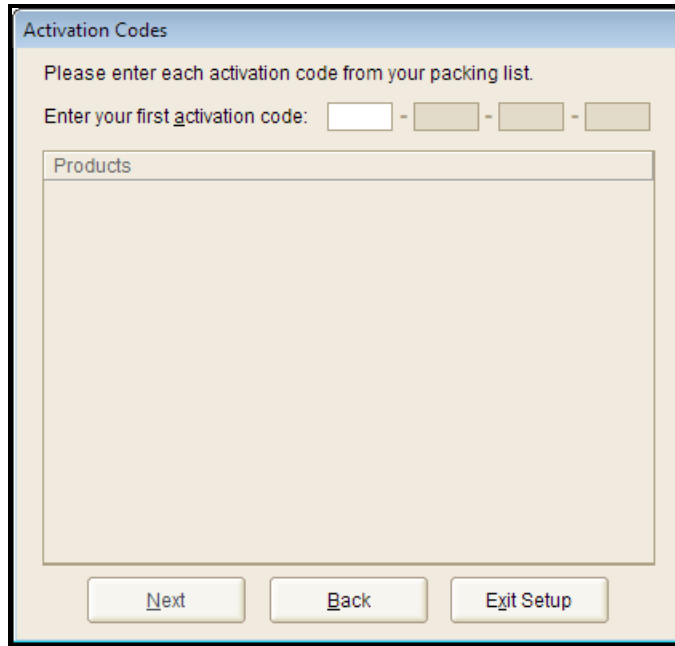 Activation Codes
Please enter each activation code from your packing list.
Enter your first activation code: - - -
Products
Next Back Exit Setup